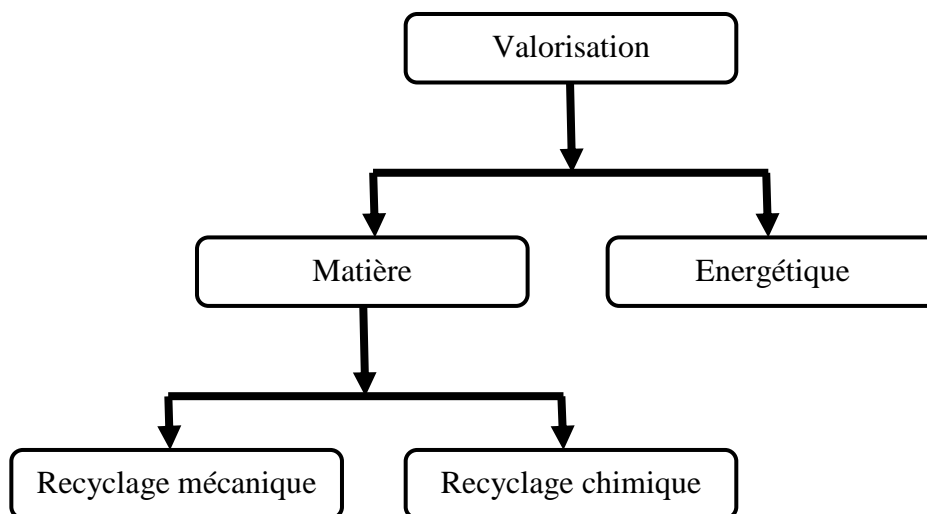 Valorisation
Matière
Energétique
Recyclage mécanique
Recyclage chimique